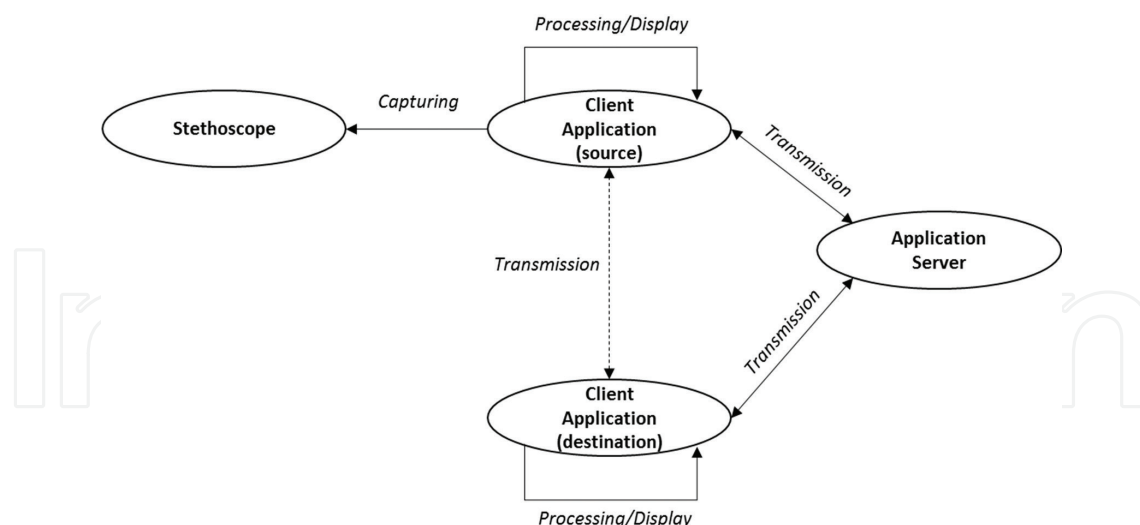 Processing/Display
Capturing
Stethoscope
Client
Application
(source)
Transmission
Transmission
Application
Server
Transmission
Client
Application
(destination)
Processing/Display